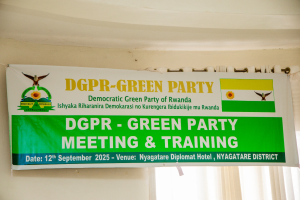 DGPR-GREEN PARTY
Democratic Green Party of Rwanda
Ishyaka Riharanira Demokarasi no Kurengera Ibidukikije mu Rwanda
DGPR - GREEN PARTY
MEETING & TRAINING
Date: 12th September 2025 - Venue: Nyagatare Diplomat Hotel , NYAGATARE DISTRICT